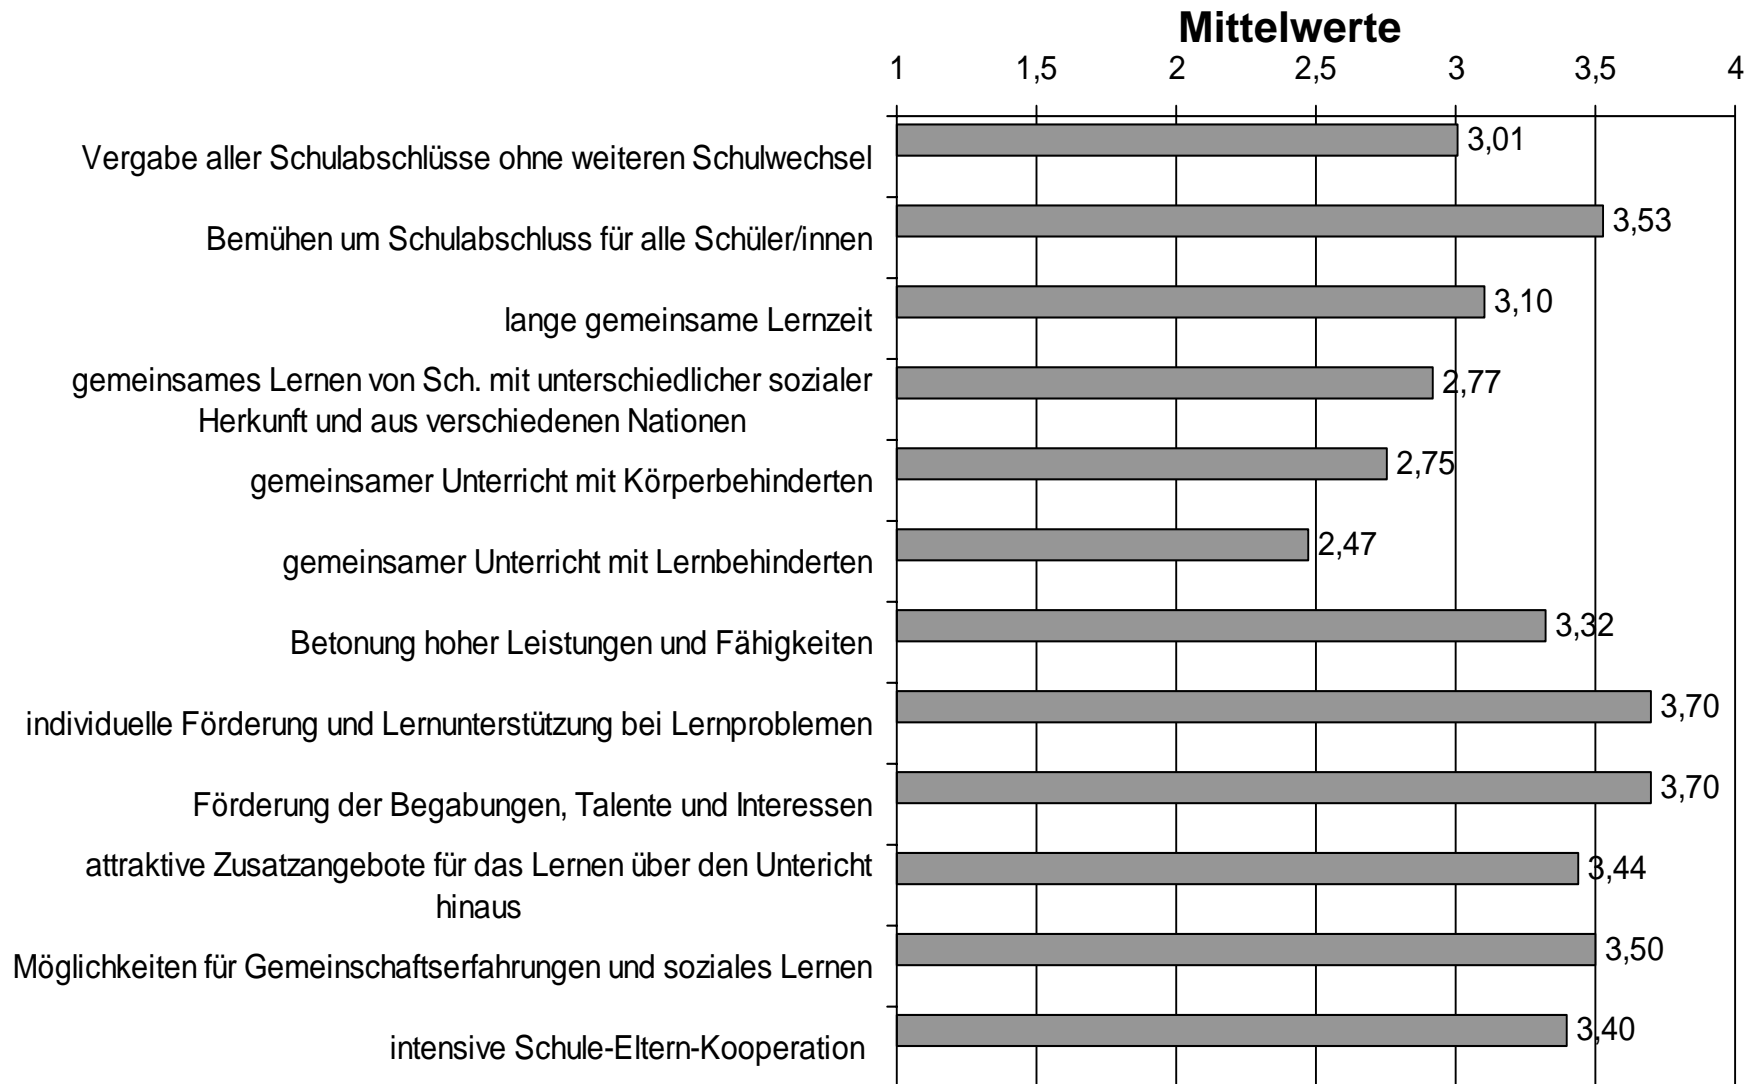 Mittelwerte
1 1,5 2 2,5 3 3,5 4
Vergabe aller Schulabschlüsse ohne weiteren Schulwechsel 3,01
Bemühen um Schulabschluss für alle Schüler/innen 3,53
lange gemeinsame Lernzeit 3,10
gemeinsames Lernen von Sch. mit unterschiedlicher sozialer
Herkunft und aus verschiedenen Nationen 2,77
gemeinsamer Unterricht mit Körperbehinderten 2,75
gemeinsamer Unterricht mit Lernbehinderten 2,47
Betonung hoher Leistungen und Fähigkeiten 3,32
individuelle Förderung und Lernunterstützung bei Lernproblemen 3,70
Förderung der Begabungen, Talente und Interessen 3,70
attraktive Zusatzangebote für das Lernen über den Untericht
hinaus 3,44
Möglichkeiten für Gemeinschaftserfahrungen und soziales Lernen 3,50
intensive Schule-Eltern-Kooperation 3,40